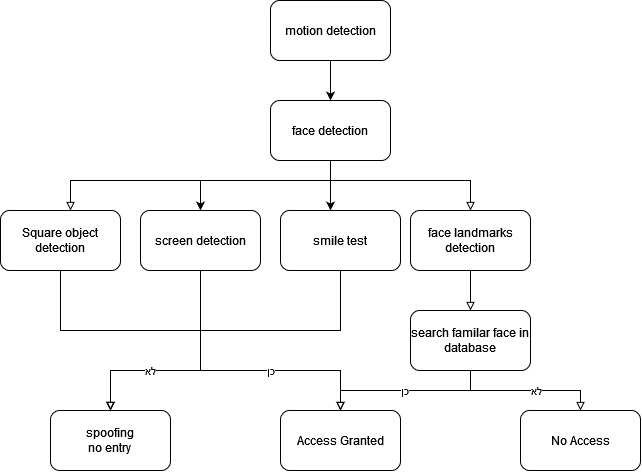 motion detection
face detection
Square object
detection
screen detection
smile test
face landmarks
detection
search familar face in
database
לא
כן
כן
לא
spoofing
no entry
Access Granted
No Access